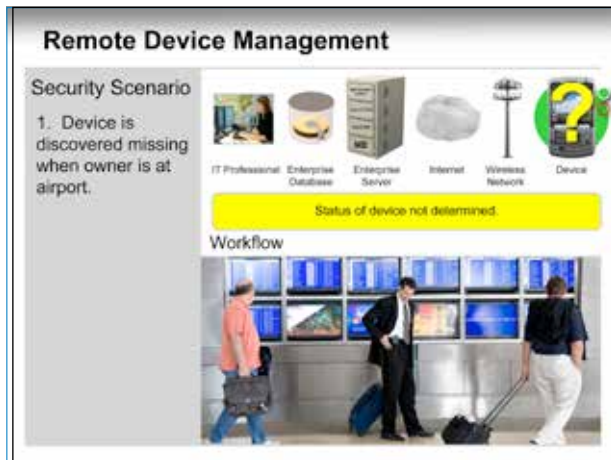 Remote Device Management
Security Scenario
1. Device is
discovered missing
when owner is at
airport.
IT Professional
Enterprise
Database
Enterprise
Server
Internet
Wireless
Network
Device
?
Status of device not determined.
Workflow